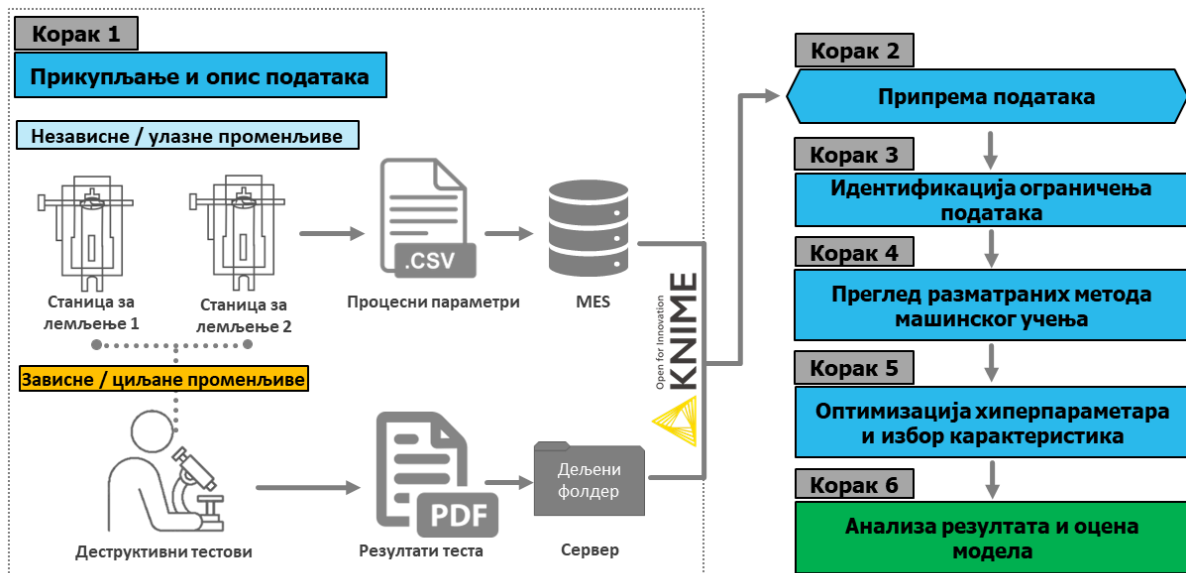 Корак 1
Прикупљање и опис података
Независне / улазне променљиве
Станица за
лемљење 1
Станица за
лемљење 2
.CSV
Процесни параметри
MES
Зависне / циљане променљиве
Деструктивни тестови
PDF
Резултати теста
Дељени
фолдер
Сервер
Open for Innovation
KNIME
Корак 2
Припрема података
Корак 3
Идентификација ограничења
података
Корак 4
Преглед разматраних метода
машинског учења
Корак 5
Оптимизација хиперпараметара
и избор карактеристика
Корак 6
Анализа резултата и оцена
модела